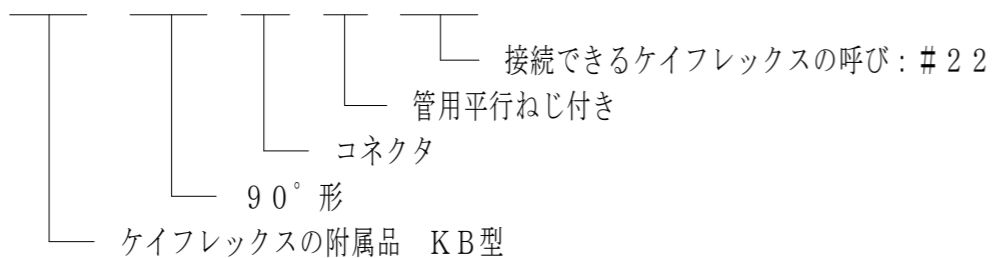 接続できるケイフレックスの呼び：＃２２
管用平行ねじ付き
コネクタ
９０°形
ケイフレックスの附属品　ＫＢ型